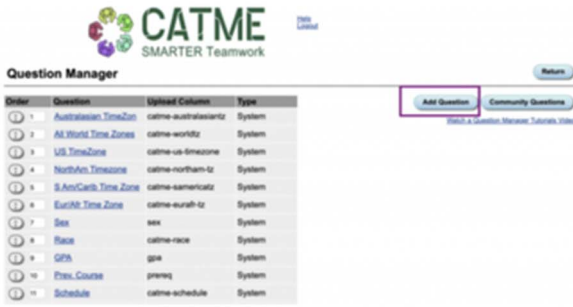 CATME
SMARTER Teamwork
Help
Logout
Question Manager
Return
Order Question Upload Column Type
Add Question Community Questions
Watch a Question Manager Tutorials Video
1 Australasian TimeZon catme-australasiantz System
2 All World Time Zones catme-worldtz System
3 US TimeZone catme-us-timezone System
4 NorthAm Timezone catme-northam-tz System
5 S Am/Carib Time Zone catme-samericatz System
6 Eur/Afr Time Zone catme-eurafr-tz System
7 Sex sex System
8 Race catme-race System
9 GPA gpa System
10 Prev. Course prereq System
11 Schedule catme-schedule System